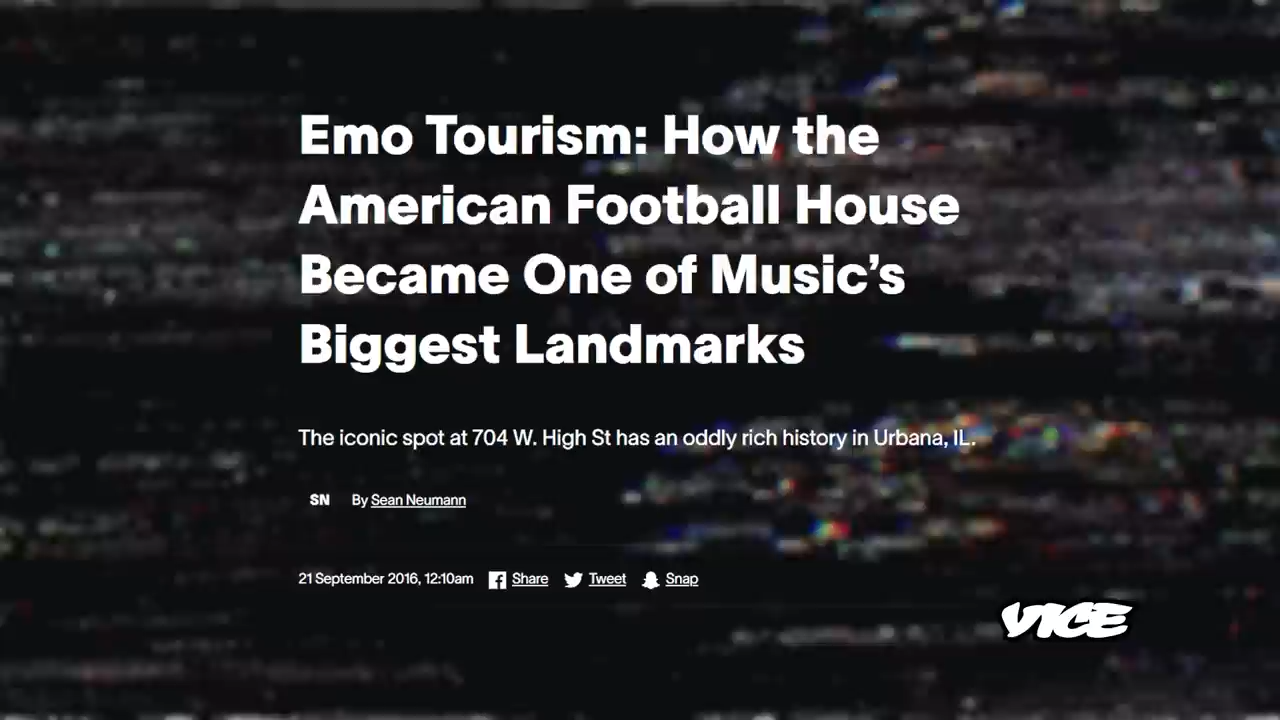 Emo Tourism: How the
American Football House
Became One of Music’s
Biggest Landmarks
The iconic spot at 704 W. High St has an oddly rich history in Urbana, IL.
SN By Sean Neumann
21 September 2016, 12:10am Share Tweet Snap
VICE